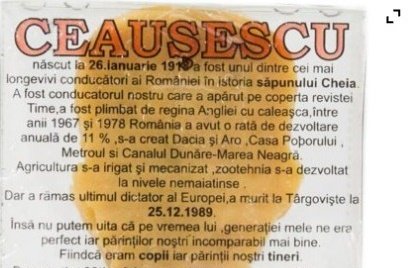 CEAUSESCU
născut la 26.Ianuarie 1918,a fost unul dintre cei mai
longevivi conducători ai României în istoria săpunului Cheia.
A fost conducatorul nostru care a apărut pe coperta revistei
Time,a fost plimbat de regina Angliei cu caleașca,între
anii 1967 și 1978 România a avut o rată de dezvoltare
anuală de 11 %,s-a creat Dacia și Aro ,Casa Poporului ,
Metroul si Canalul Dunăre-Marea Neagră.
Agricultura s-a irigat și mecanizat ,zootehnia s-a dezvoltat
la nivele nemaiatinse .
Dar a rămas ultimul dictator al Europei,a murit la Târgoviște la
25.12.1989.
Însă nu putem uita că pe vremea lui ,generației mele ne era
perfect iar părinților noștri incomparabil mai bine.
Fiindcă eram copii iar părinții noștri tineri.